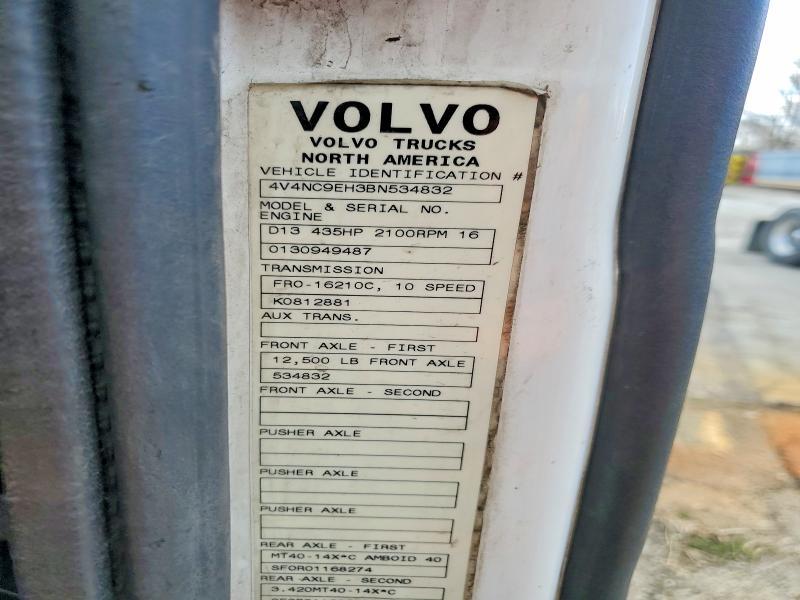 VOLVO
VOLVO TRUCKS
NORTH AMERICA
VEHICLE IDENTIFICATION #
4V4NC9EH3BN534832
MODEL & SERIAL NO.
ENGINE
D13 435HP 2100RPM 16
0130949487
TRANSMISSION
FRO-16210C, 10 SPEED
K0812881
AUX TRANS.
FRONT AXLE - FIRST
12,500 LB FRONT AXLE
534832
FRONT AXLE - SECOND
PUSHER AXLE
PUSHER AXLE
PUSHER AXLE
REAR AXLE - FIRST
MT40-14X*C AMBOID 40
SFOR01168274
REAR AXLE - SECOND
3.420MT40-14X*C